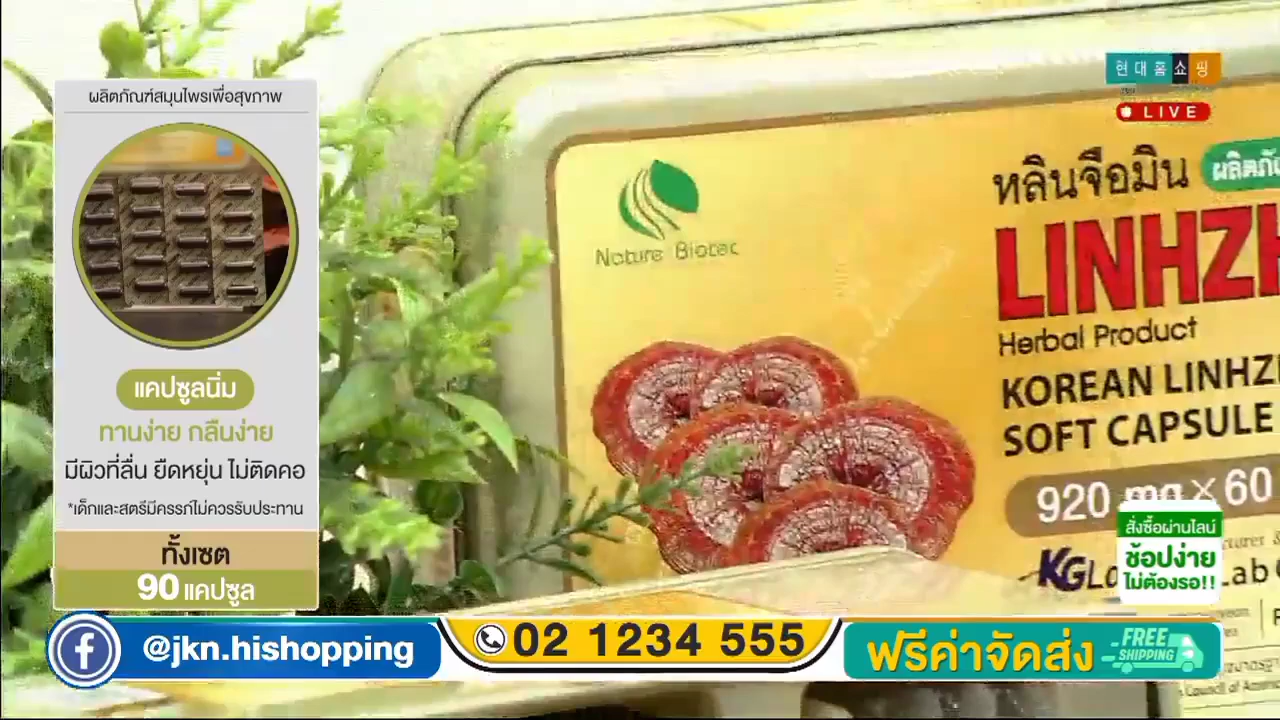 ผลิตภัณฑ์สมุนไพรเพื่อสุขภาพ
แคปซูลนิ่ม
ทานง่าย กลืนง่าย
มีผิวที่ลื่น ยืดหยุ่น ไม่ติดคอ
*เด็กและสตรีมีครรภ์ไม่ควรรับประทาน
ทั้งเซต
90 แคปซูล
현대홈쇼핑
LIVE
Nature Biotec
หลินจือมิน
LINHZH
Herbal Product
KOREAN LINHZ
SOFT CAPSULE
920 mg × 60
KG
Lab
สั่งซื้อผ่านไลน์
ช้อปง่าย
ไม่ต้องรอ!!
@jkn.hishopping
02 1234 555
ฟรีค่าจัดส่ง
FREE
SHIPPING